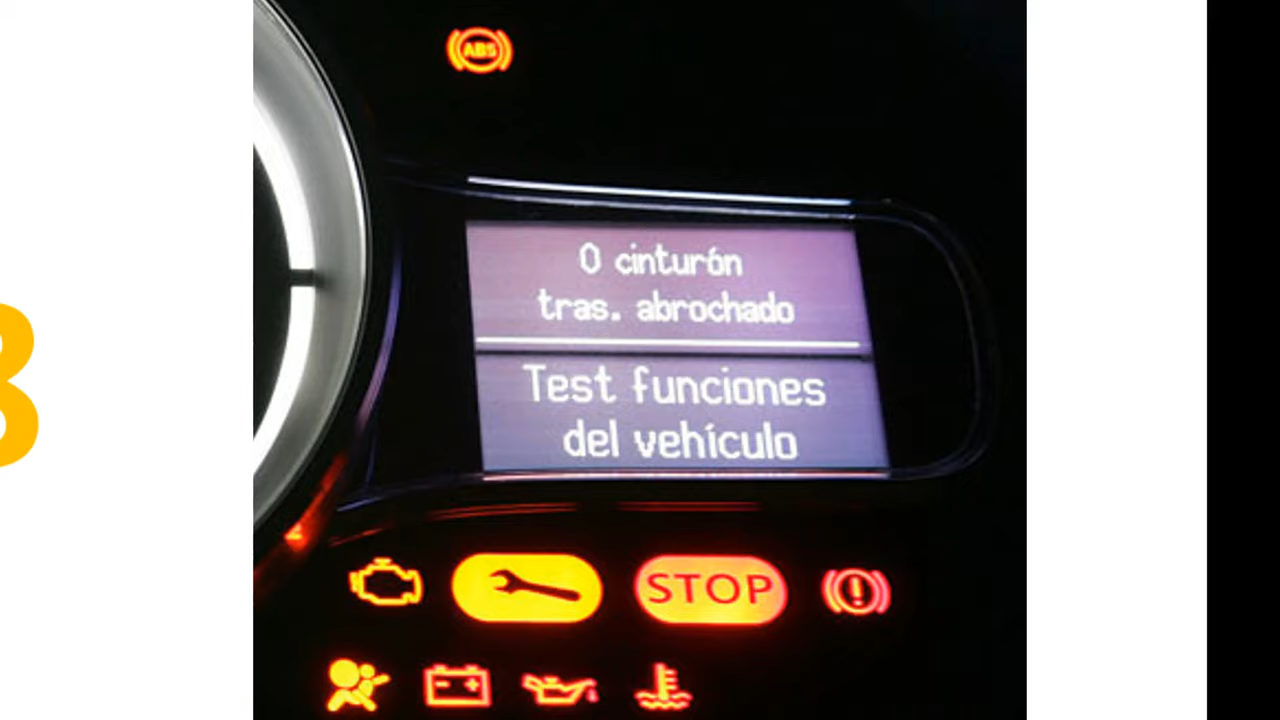 ABS
0 cinturón
tras. abrochado
Test funciones
del vehículo
STOP